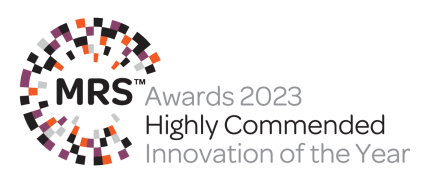 MRS™
Awards 2023
Highly Commended
Innovation of the Year